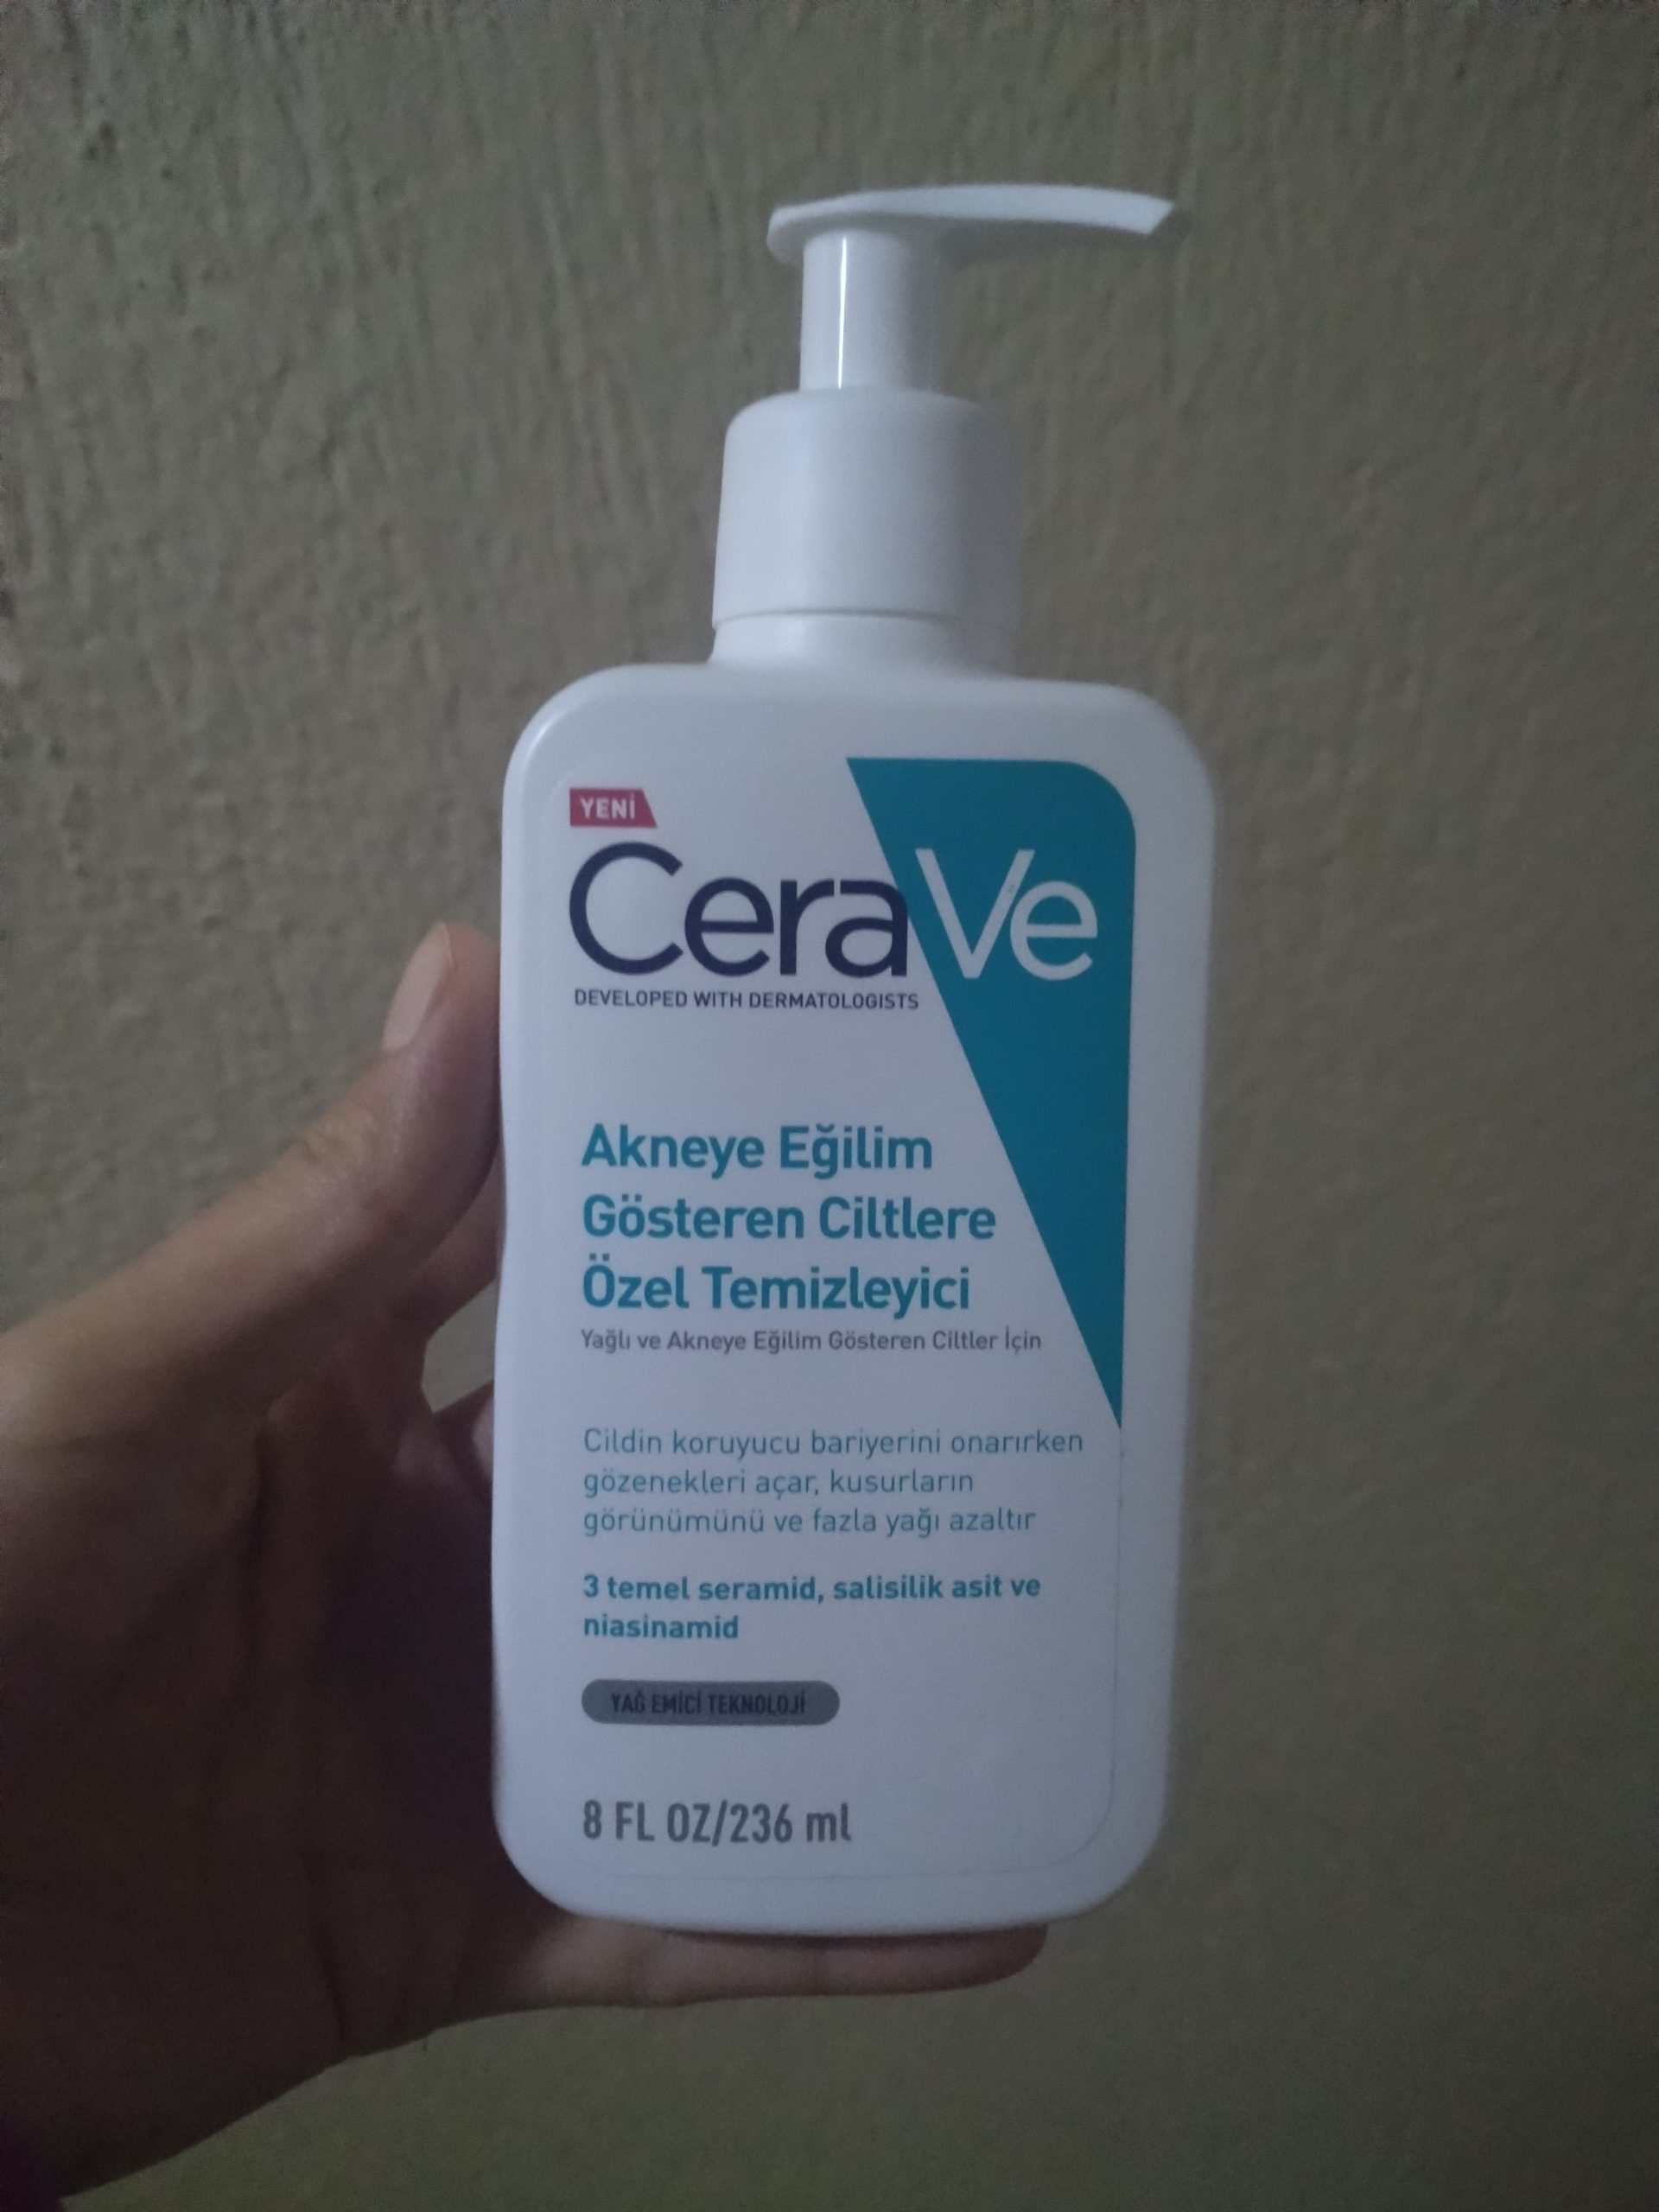 YENİ
CeraVe
DEVELOPED WITH DERMATOLOGISTS
Akneye Eğilim
Gösteren Ciltlere
Özel Temizleyici
Yağlı ve Akneye Eğilim Gösteren Ciltler İçin
Cildin koruyucu bariyerini onarırken
gözenekleri açar, kusurların
görünümünü ve fazla yağı azaltır
3 temel seramid, salisilik asit ve
niasinamid
YAĞ EMİCİ TEKNOLOJİ
8 FL OZ/236 ml